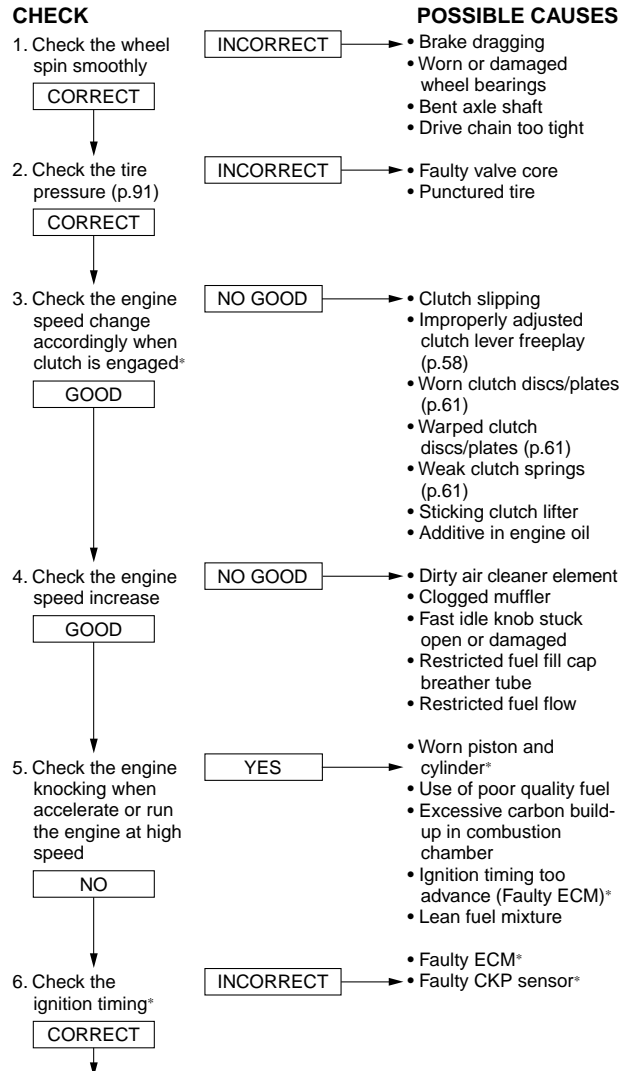 CHECK
POSSIBLE CAUSES
1. Check the wheel
spin smoothly
INCORRECT
• Brake dragging
• Worn or damaged
wheel bearings
• Bent axle shaft
• Drive chain too tight
CORRECT
2. Check the tire
pressure (p.91)
INCORRECT
• Faulty valve core
• Punctured tire
CORRECT
3. Check the engine
speed change
accordingly when
clutch is engaged*
NO GOOD
• Clutch slipping
• Improperly adjusted
clutch lever freeplay
(p.58)
• Worn clutch discs/plates
(p.61)
• Warped clutch
discs/plates (p.61)
• Weak clutch springs
(p.61)
• Sticking clutch lifter
• Additive in engine oil
GOOD
4. Check the engine
speed increase
NO GOOD
• Dirty air cleaner element
• Clogged muffler
• Fast idle knob stuck
open or damaged
• Restricted fuel fill cap
breather tube
• Restricted fuel flow
GOOD
5. Check the engine
knocking when
accelerate or run
the engine at high
speed
YES
• Worn piston and
cylinder*
• Use of poor quality fuel
• Excessive carbon build-
up in combustion
chamber
• Ignition timing too
advance (Faulty ECM)*
• Lean fuel mixture
NO
6. Check the
ignition timing*
INCORRECT
• Faulty ECM*
• Faulty CKP sensor*
CORRECT